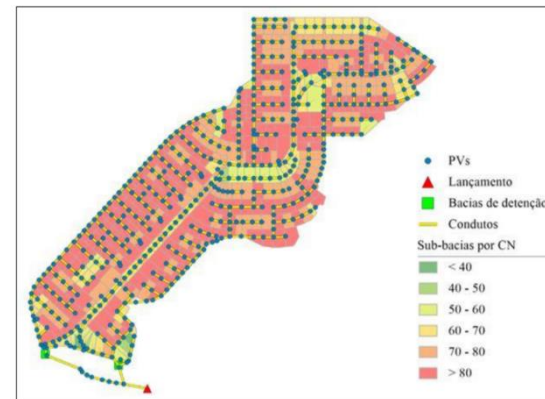 PVs
Lançamento
Bacias de detenção
Condutos
Sub-bacias por CN
< 40
40 - 50
50 - 60
60 - 70
70 - 80
> 80